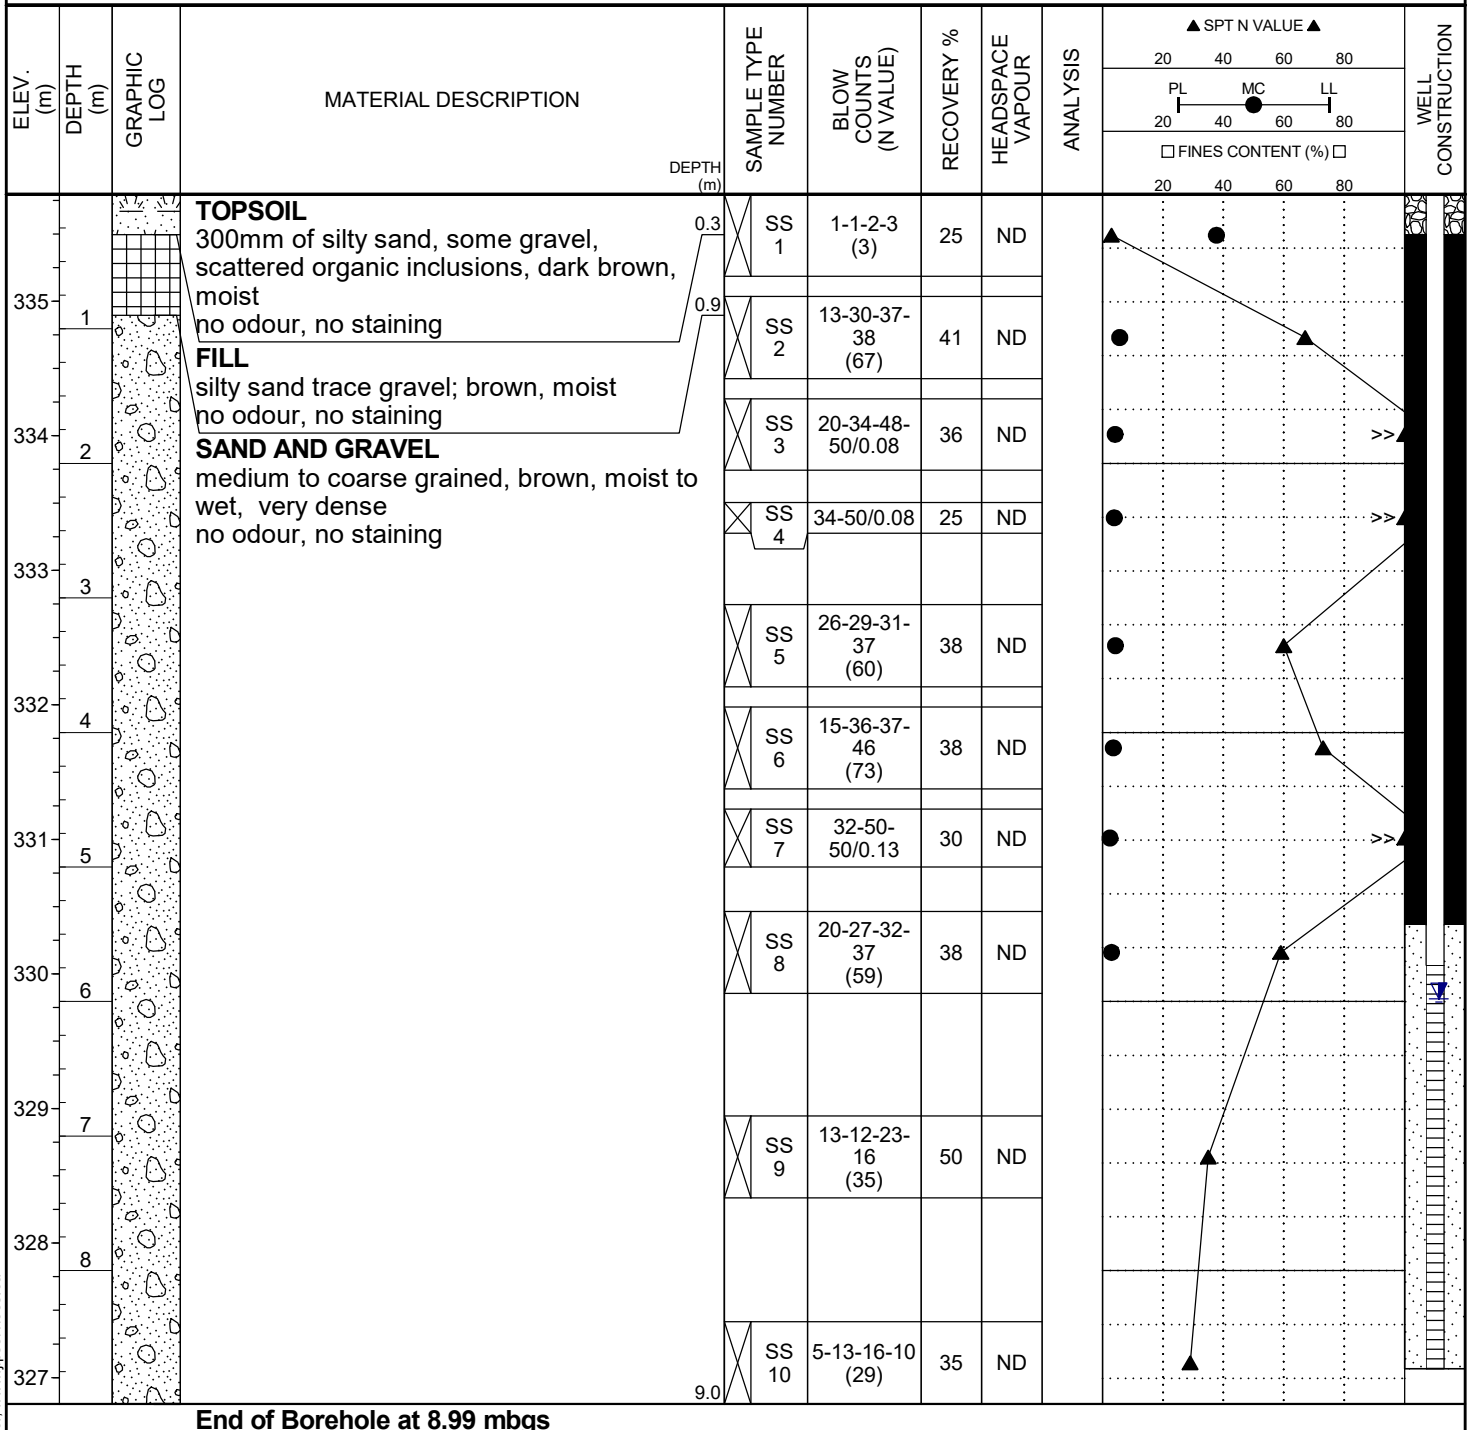 ELEV. (m)
DEPTH (m)
GRAPHIC LOG
MATERIAL DESCRIPTION
DEPTH (m)
SAMPLE TYPE NUMBER
BLOW COUNTS (N VALUE)
RECOVERY %
HEADSPACE VAPOUR
ANALYSIS
▲ SPT N VALUE ▲
20 40 60 80
PL MC LL
20 40 60 80
□ FINES CONTENT (%) □
20 40 60 80
WELL CONSTRUCTION
TOPSOIL
300mm of silty sand, some gravel,
scattered organic inclusions, dark brown,
moist
no odour, no staining
0.3
FILL
silty sand trace gravel; brown, moist
no odour, no staining
0.9
SAND AND GRAVEL
medium to coarse grained, brown, moist to
wet, very dense
no odour, no staining
9.0
335
334
333
332
331
330
329
328
327
1
2
3
4
5
6
7
8
SS 1 1-1-2-3 (3) 25 ND
SS 2 13-30-37-38 (67) 41 ND
SS 3 20-34-48-50/0.08 36 ND >>
SS 4 34-50/0.08 25 ND >>
SS 5 26-29-31-37 (60) 38 ND
SS 6 15-36-37-46 (73) 38 ND
SS 7 32-50-50/0.13 30 ND >>
SS 8 20-27-32-37 (59) 38 ND
SS 9 13-12-23-16 (35) 50 ND
SS 10 5-13-16-10 (29) 35 ND
End of Borehole at 8.99 mbgs